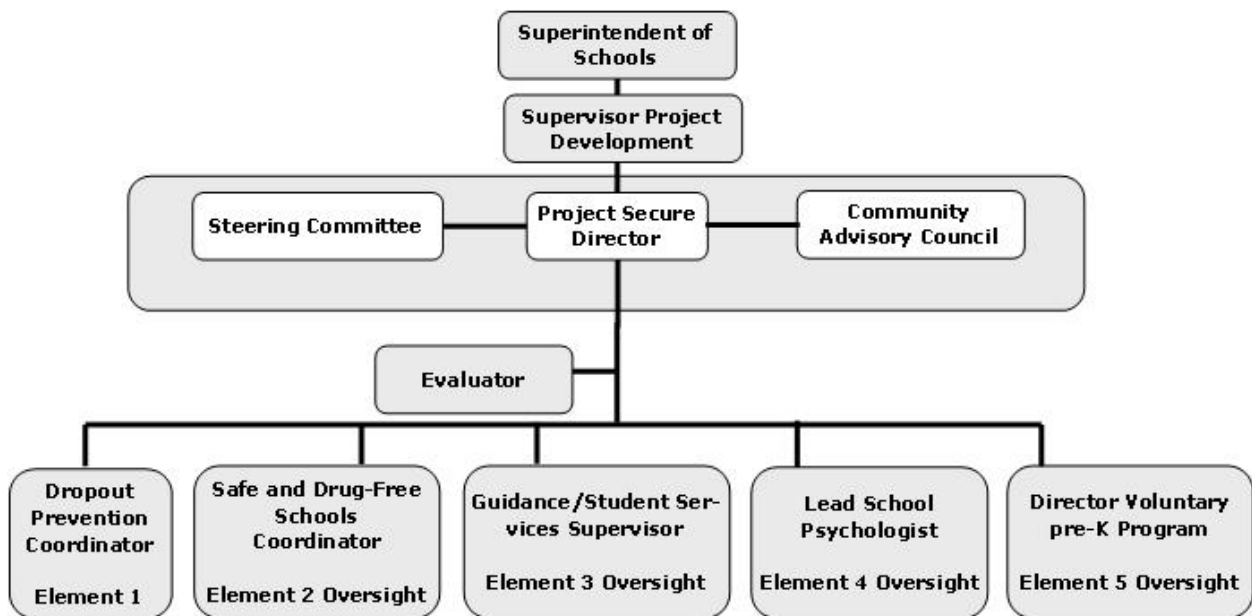 Superintendent of
Schools
Supervisor Project
Development
Steering Committee
Project Secure
Director
Community
Advisory Council
Evaluator
Dropout
Prevention
Coordinator
Element 1
Safe and Drug-Free
Schools
Coordinator
Element 2 Oversight
Guidance/Student Ser-
vices Supervisor
Element 3 Oversight
Lead School
Psychologist
Element 4 Oversight
Director Voluntary
pre-K Program
Element 5 Oversight